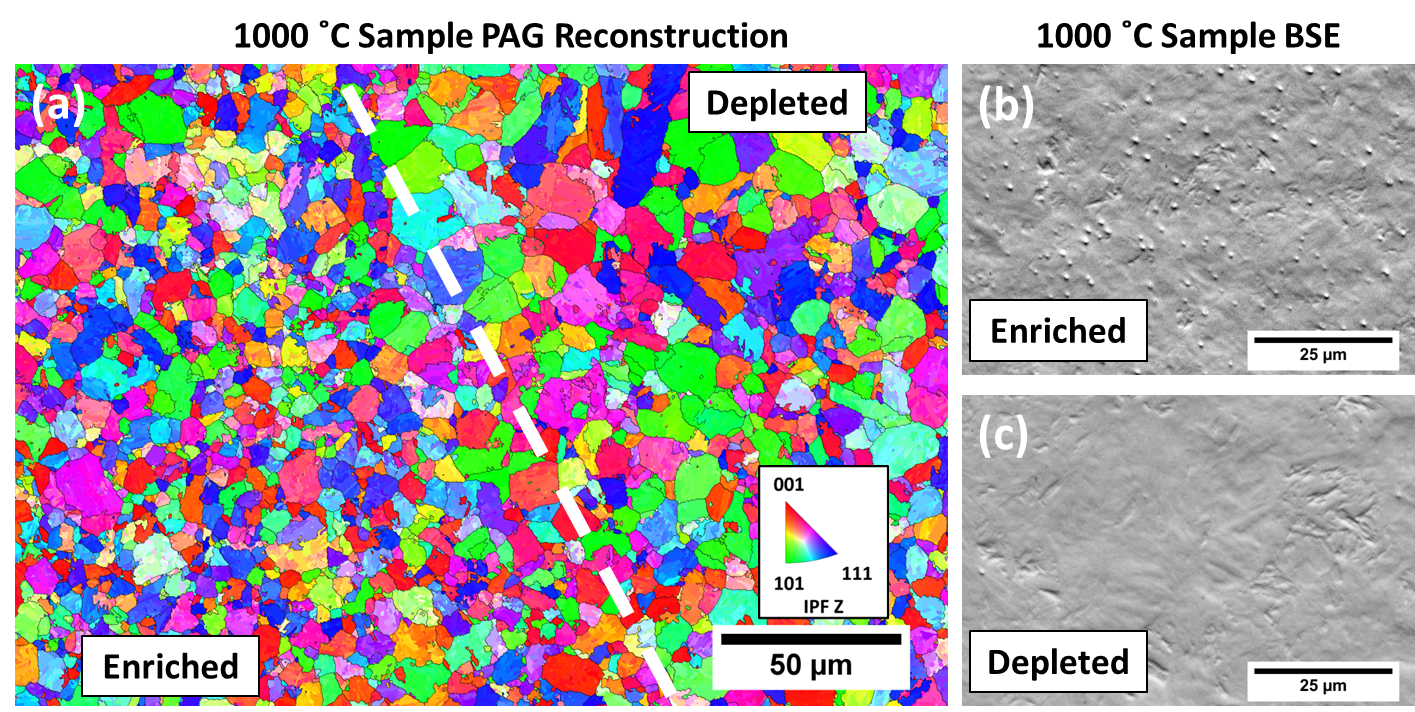 1000 ˚C Sample PAG Reconstruction
1000 ˚C Sample BSE
(a)
Depleted
Enriched
001
101
111
IPF Z
50 µm
(b)
Enriched
25 µm
(c)
Depleted
25 µm